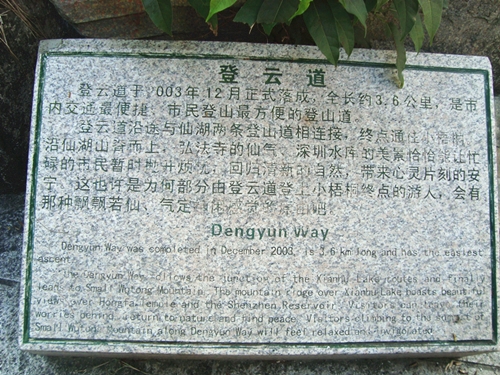 登云道
登云道于2003年12月正式落成，全长约3.6公里，是市
内交通最便捷、市民登山最方便的登山道。
登云道沿途与仙湖两条登山道相连接，终点通往小梧桐
沿仙湖山脊而上，弘法寺的仙气、深圳水库的美景恰恰能让忙
碌的市民暂时抛开烦忧，回归清新的自然，带来心灵片刻的安
宁。这也许是为何部分由登云道登上小梧桐终点的游人，会有
那种飘飘若仙、气定
Dengyun Way
Dengyun Way was completed in December 2003, is 3.6 km long and has the easiest
ascent.
The Dengyun Way follows the junction of the Xianhu Lake routes and finally
leads to Small Wutong Mountain. The mountain ridge over Xianhu Lake boasts beautiful
views over Hongfa Temple and the Shenzhen Reservoir. Visitors can their
worries behind, return to nature and find peace. Visitors climbing to the summit of
Small Wutong Mountain along Dengyun Way will feel relaxed and